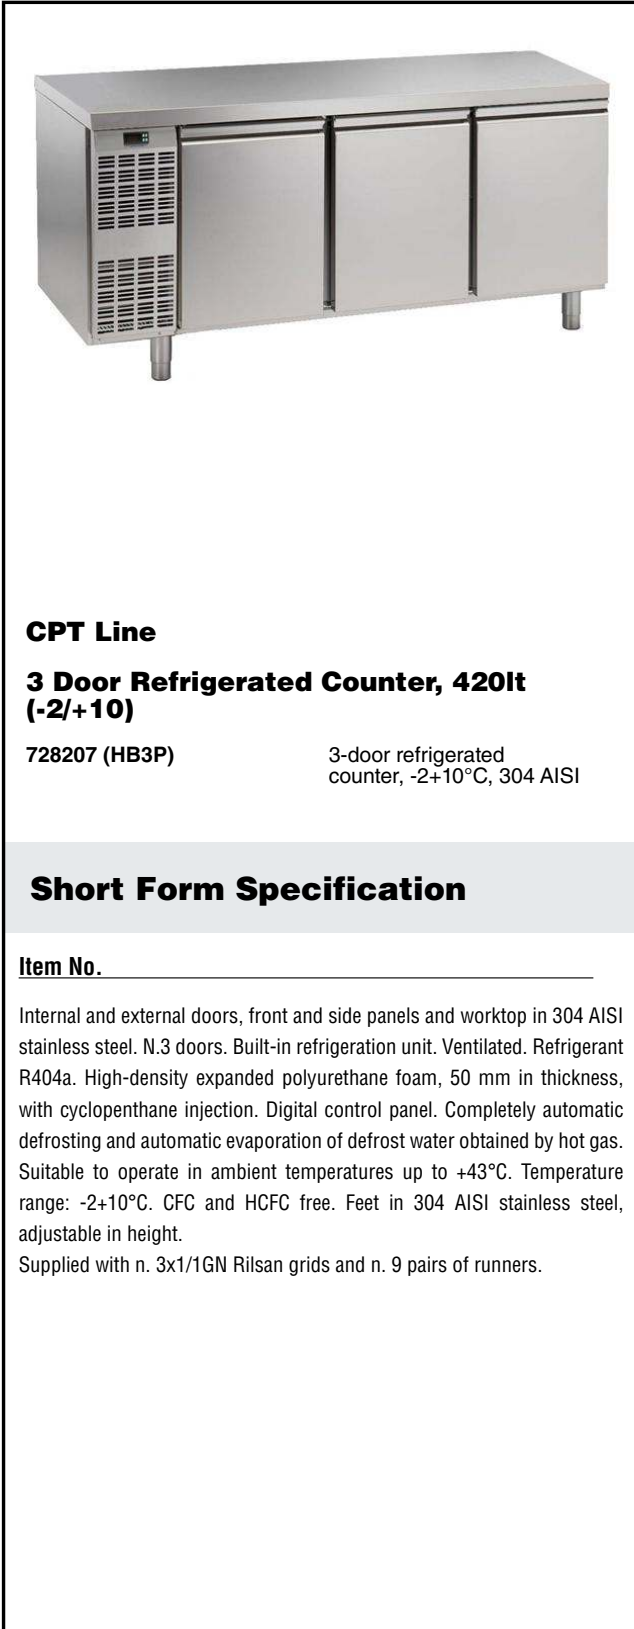 CPT Line
3 Door Refrigerated Counter, 420lt
(-2/+10)
728207 (HB3P)
3-door refrigerated
counter, -2+10°C, 304 AISI
Short Form Specification
Item No.
Internal and external doors, front and side panels and worktop in 304 AISI
stainless steel. N.3 doors. Built-in refrigeration unit. Ventilated. Refrigerant
R404a. High-density expanded polyurethane foam, 50 mm in thickness,
with cyclopenthane injection. Digital control panel. Completely automatic
defrosting and automatic evaporation of defrost water obtained by hot gas.
Suitable to operate in ambient temperatures up to +43°C. Temperature
range: -2+10°C. CFC and HCFC free. Feet in 304 AISI stainless steel,
adjustable in height.
Supplied with n. 3x1/1GN Rilsan grids and n. 9 pairs of runners.